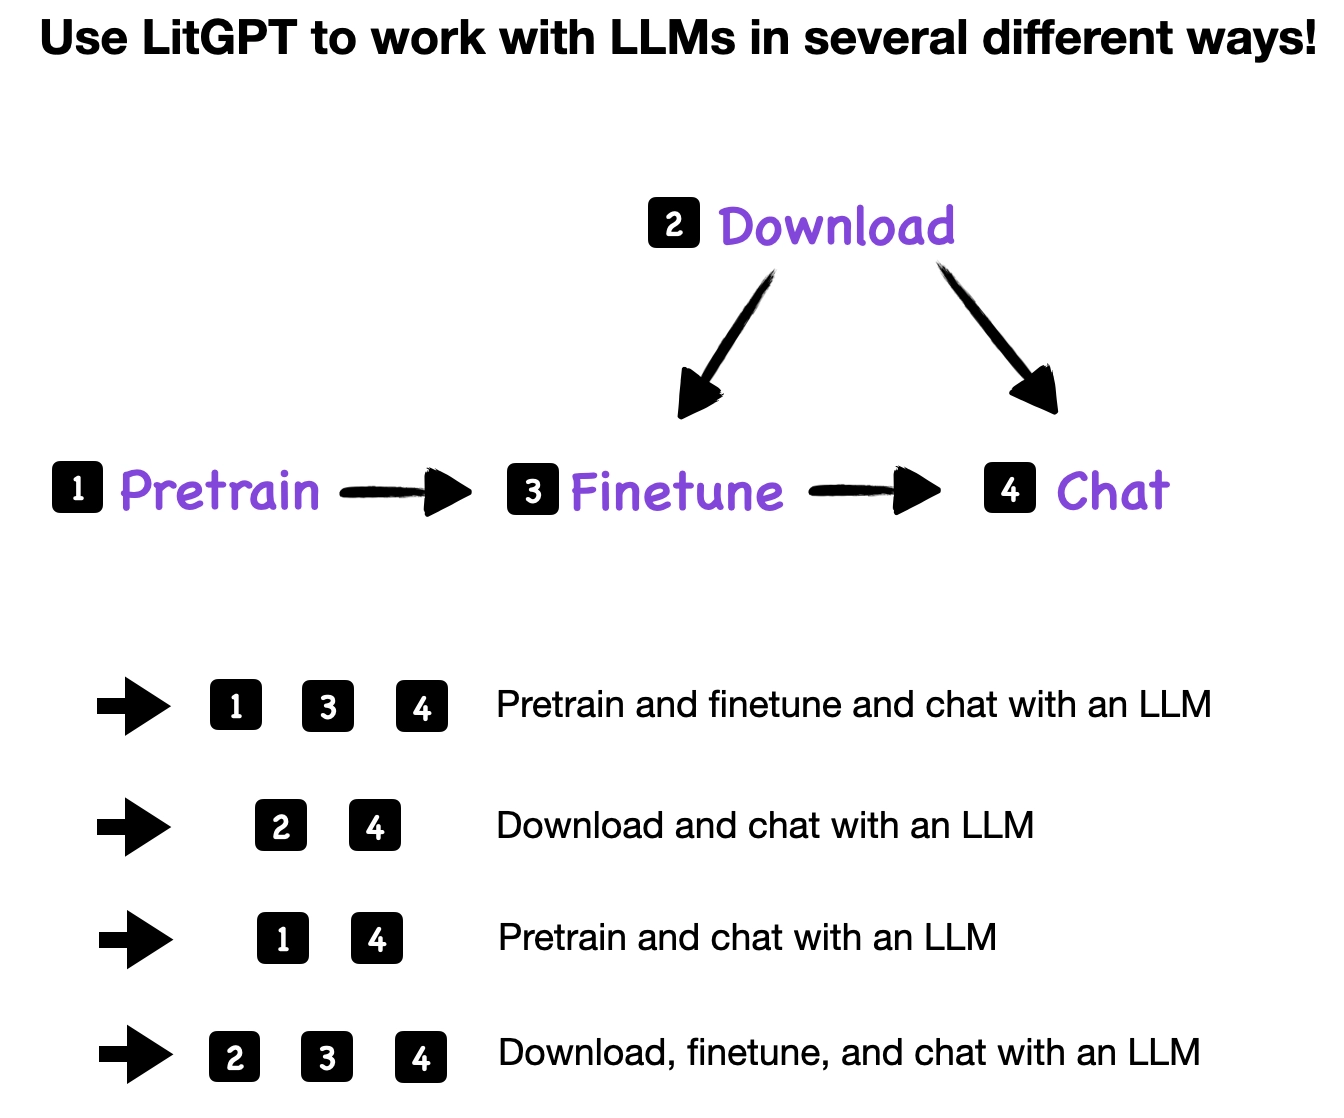 Use LitGPT to work with LLMs in several different ways!
2 Download
1 Pretrain
3 Finetune
4 Chat
1 3 4 Pretrain and finetune and chat with an LLM
2 4 Download and chat with an LLM
1 4 Pretrain and chat with an LLM
2 3 4 Download, finetune, and chat with an LLM